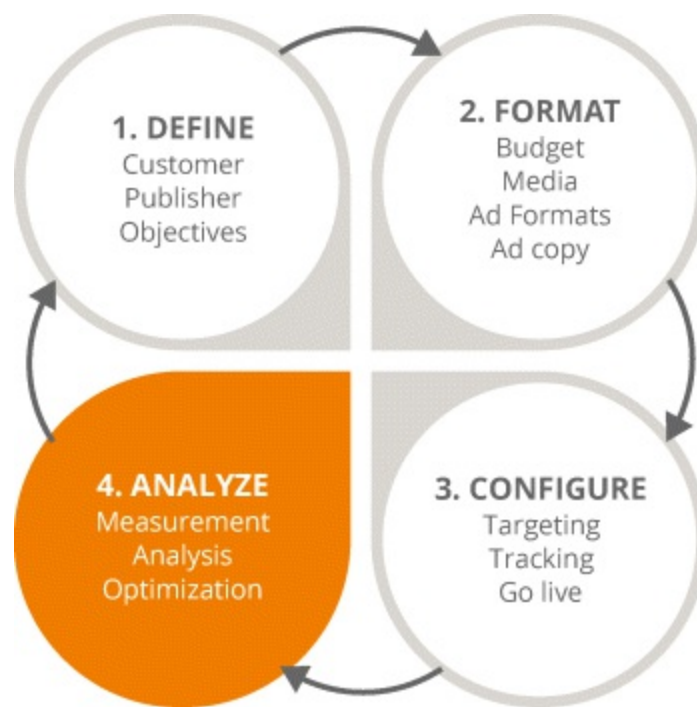 1. DEFINE
Customer
Publisher
Objectives
2. FORMAT
Budget
Media
Ad Formats
Ad copy
3. CONFIGURE
Targeting
Tracking
Go live
4. ANALYZE
Measurement
Analysis
Optimization